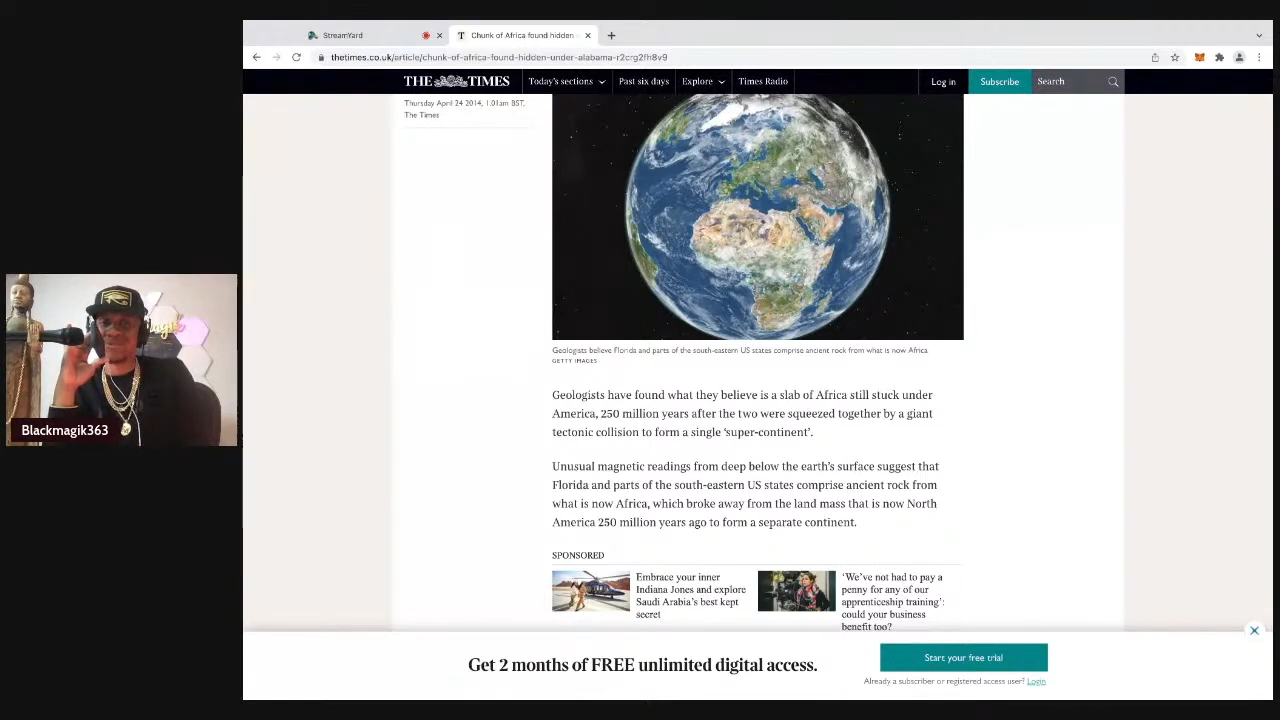 StreamYard
Chunk of Africa found hidden
thetimes.co.uk/article/chunk-of-africa-found-hidden-under-alabama-r2crg2fh8v9
THE TIMES
Today's sections
Past six days
Explore
Times Radio
Log in
Subscribe
Search
Thursday April 24 2014, 1.01am BST,
The Times
Geologists believe Florida and parts of the south-eastern US states comprise ancient rock from what is now Africa
GETTY IMAGES
Geologists have found what they believe is a slab of Africa still stuck under
America, 250 million years after the two were squeezed together by a giant
tectonic collision to form a single ‘super-continent’.
Unusual magnetic readings from deep below the earth’s surface suggest that
Florida and parts of the south-eastern US states comprise ancient rock from
what is now Africa, which broke away from the land mass that is now North
America 250 million years ago to form a separate continent.
SPONSORED
Embrace your inner
Indiana Jones and explore
Saudi Arabia's best kept
secret
‘We’ve not had to pay a
penny for any of our
apprenticeship training’:
could your business
benefit too?
Blackmagik363
Get 2 months of FREE unlimited digital access.
Start your free trial
Already a subscriber or registered access user? Login